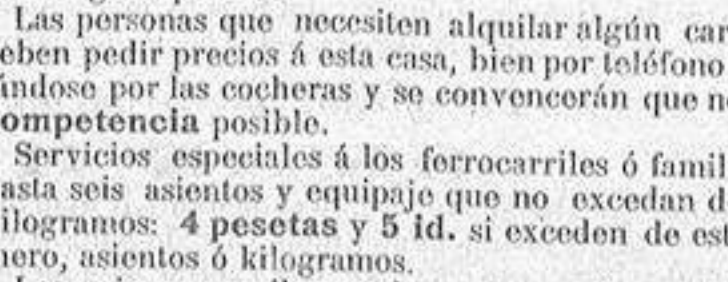 Las personas que necesiten alquilar algún car
eben pedir precios á esta casa, bien por teléfono
ándose por las cocheras y se convencerán que n
ompetencia posible.
Servicios especiales á los ferrocarriles ó famil
asta seis asientos y equipaje que no excedan d
ilogramos: 4 pesetas y 5 id. si exceden de est
nero, asientos ó kilogramos.